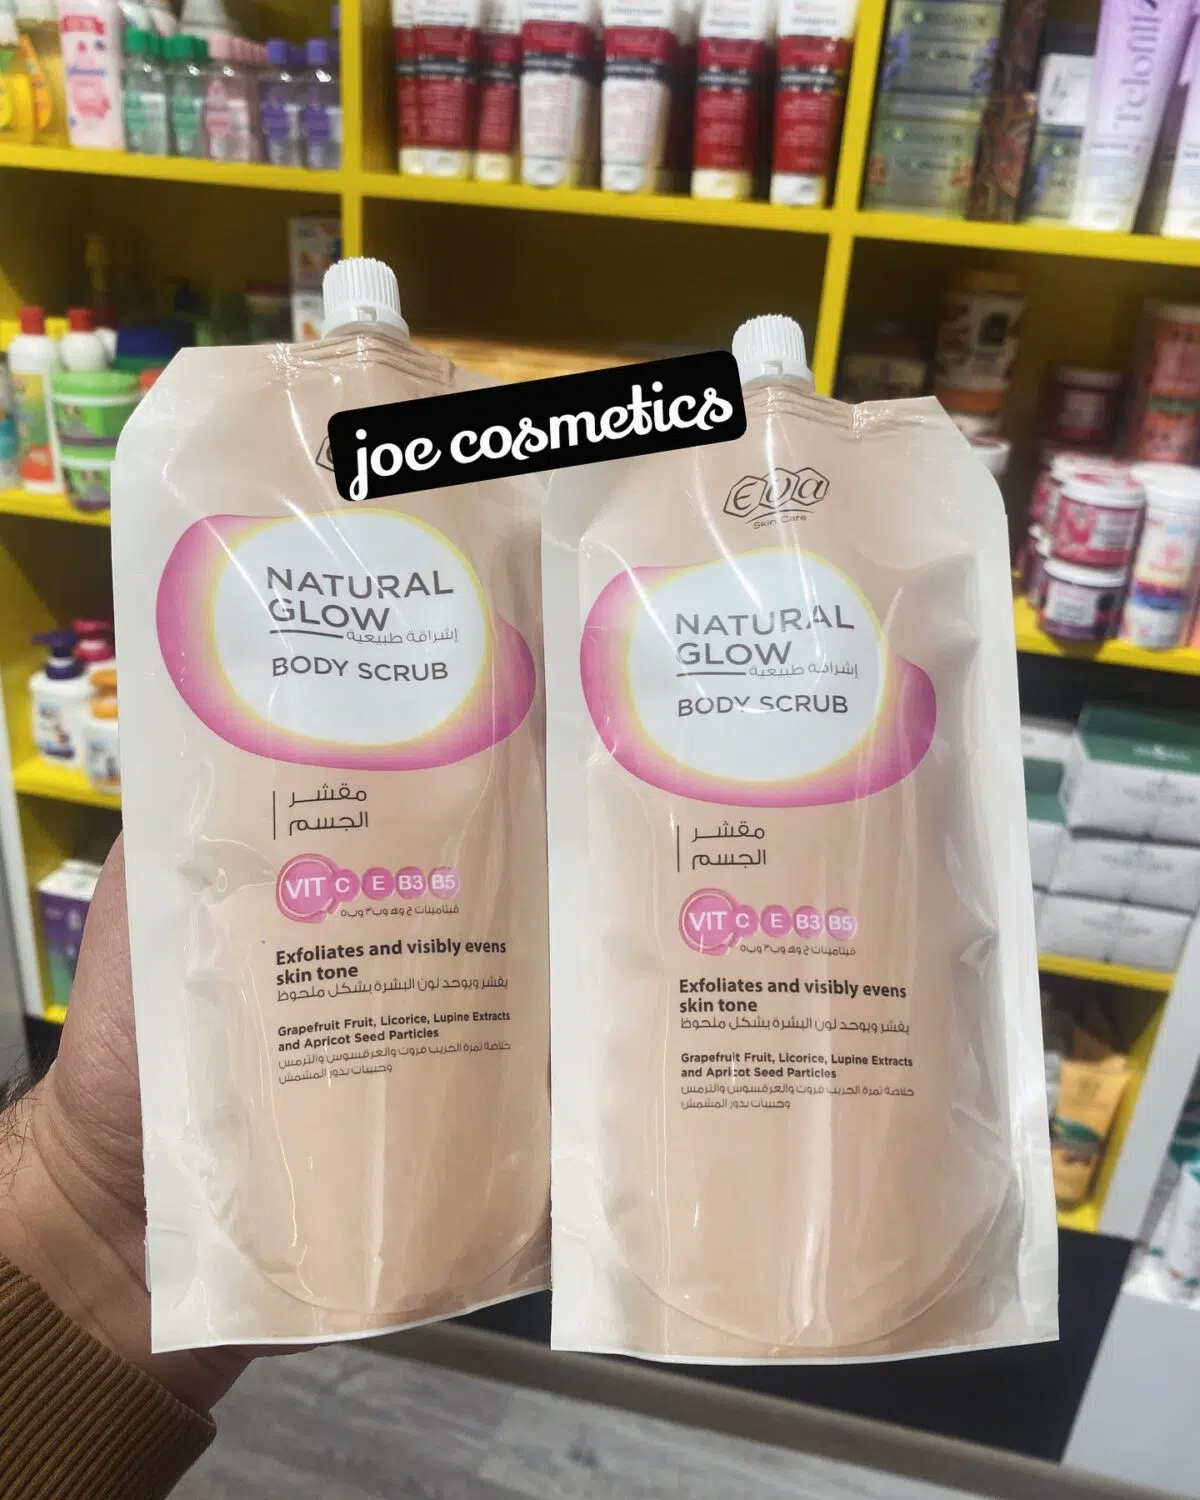 joe cosmetics
NATURAL
GLOW
إشراقة طبيعية
BODY SCRUB
مقشر
الجسم
VIT C E B3 B5
فيتامينات ج وهـ وب٣ وب٥
Exfoliates and visibly evens
skin tone
يقشر ويوحد لون البشرة بشكل ملحوظ
Grapefruit Fruit, Licorice, Lupine Extracts
and Apricot Seed Particles
خلاصة ثمرة الجريب فروت والعرقسوس والترمس
وحبيبات بذور المشمش
Eva
Skin Care
NATURAL
GLOW
إشراقة طبيعية
BODY SCRUB
مقشر
الجسم
VIT C E B3 B5
فيتامينات ج وهـ وب٣ وب٥
Exfoliates and visibly evens
skin tone
يقشر ويوحد لون البشرة بشكل ملحوظ
Grapefruit Fruit, Licorice, Lupine Extracts
and Apricot Seed Particles
خلاصة ثمرة الجريب فروت والعرقسوس والترمس
وحبيبات بذور المشمش